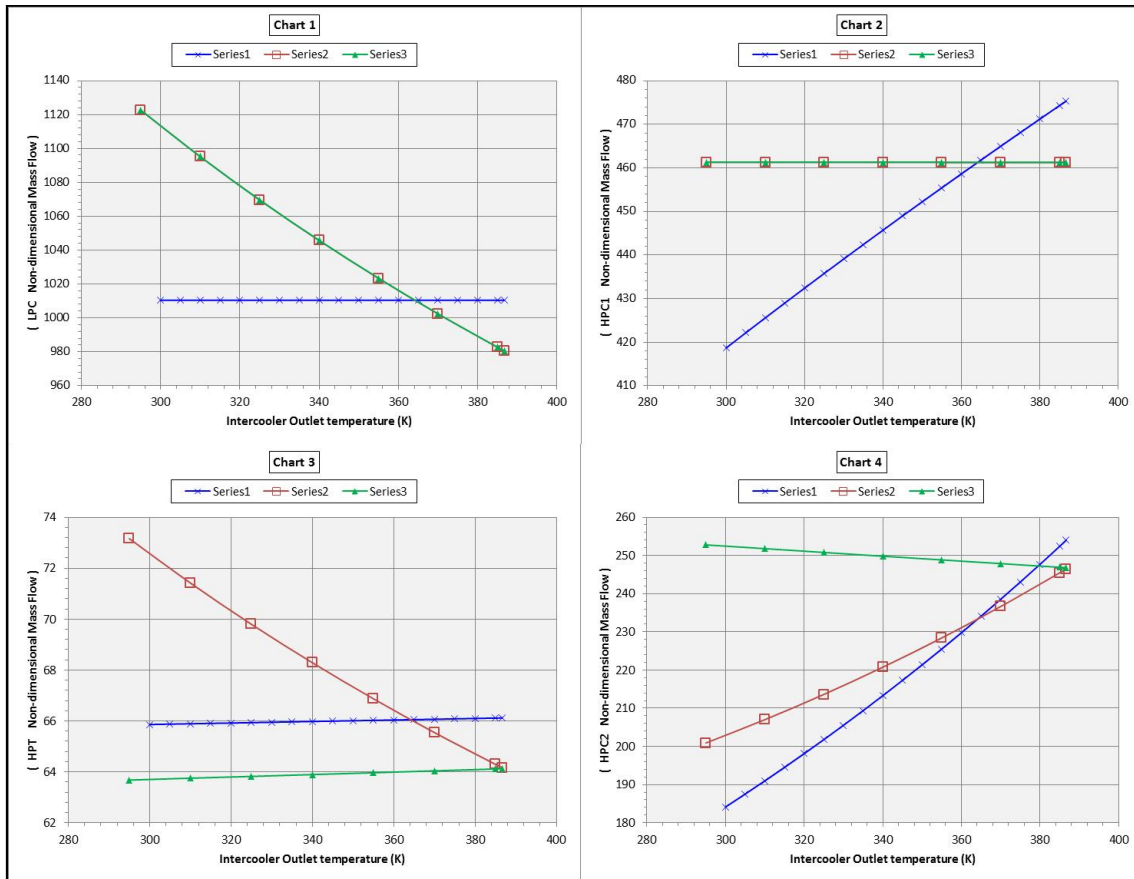 Chart 1
Series1 Series2 Series3
( LPC Non-dimensional Mass Flow )
1140
1120
1100
1080
1060
1040
1020
1000
980
960
280 300 320 340 360 380 400
Intercooler Outlet temperature (K)
Chart 2
Series1 Series2 Series3
( HPC1 Non-dimensional Mass Flow )
480
470
460
450
440
430
420
410
280 300 320 340 360 380 400
Intercooler Outlet temperature (K)
Chart 3
Series1 Series2 Series3
( HPT Non-dimensional Mass Flow )
74
72
70
68
66
64
62
280 300 320 340 360 380 400
Intercooler Outlet temperature (K)
Chart 4
Series1 Series2 Series3
( HPC2 Non-dimensional Mass Flow )
260
250
240
230
220
210
200
190
180
280 300 320 340 360 380 400
Intercooler Outlet temperature (K)